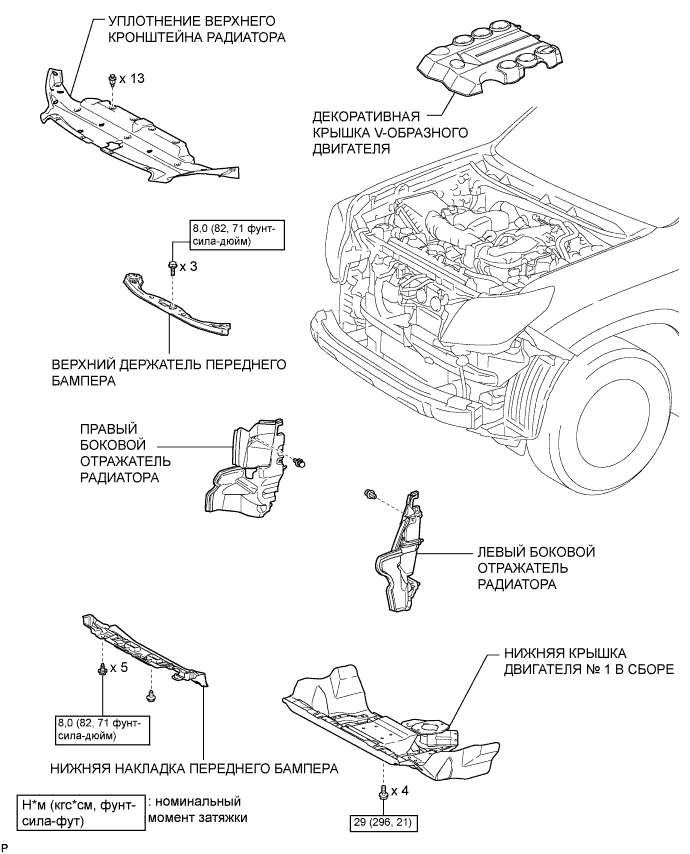 УПЛОТНЕНИЕ ВЕРХНЕГО
КРОНШТЕЙНА РАДИАТОРА
x 13
ДЕКОРАТИВНАЯ
КРЫШКА V-ОБРАЗНОГО
ДВИГАТЕЛЯ
8,0 (82, 71 фунт-
сила-дюйм)
x 3
ВЕРХНИЙ ДЕРЖАТЕЛЬ ПЕРЕДНЕГО
БАМПЕРА
ПРАВЫЙ
БОКОВОЙ
ОТРАЖАТЕЛЬ
РАДИАТОРА
ЛЕВЫЙ БОКОВОЙ
ОТРАЖАТЕЛЬ
РАДИАТОРА
НИЖНЯЯ КРЫШКА
ДВИГАТЕЛЯ № 1 В СБОРЕ
x 5
8,0 (82, 71 фунт-
сила-дюйм)
НИЖНЯЯ НАКЛАДКА ПЕРЕДНЕГО БАМПЕРА
x 4
29 (296, 21)
Н*м (кгс*см, фунт-
сила-фут)
: номинальный
момент затяжки
P